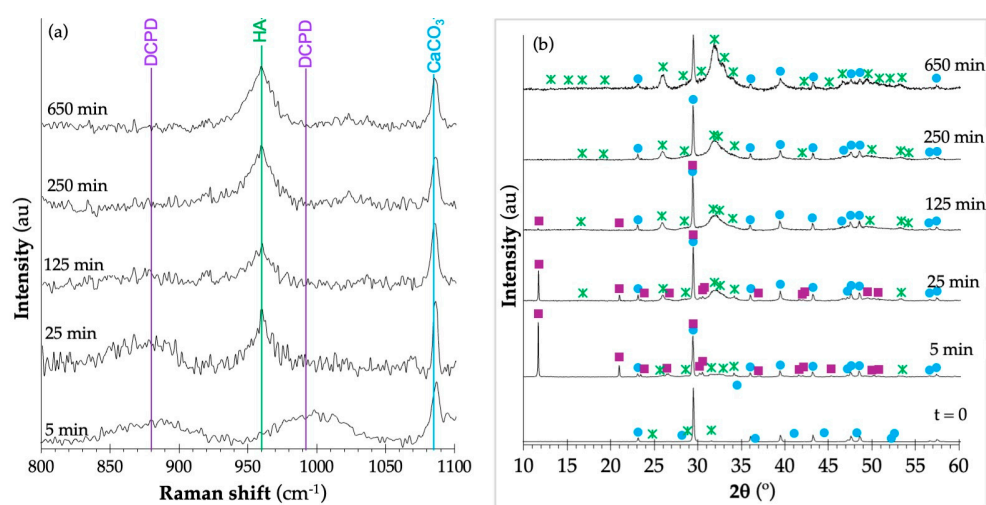 (a)
DCPD
HA
DCPD
CaCO3
650 min
250 min
125 min
25 min
5 min
Intensity (au)
800 850 900 950 1000 1050 1100
Raman shift (cm-1)
(b)
650 min
250 min
125 min
25 min
5 min
t = 0
Intensity (au)
10 15 20 25 30 35 40 45 50 55 60
2θ (º)